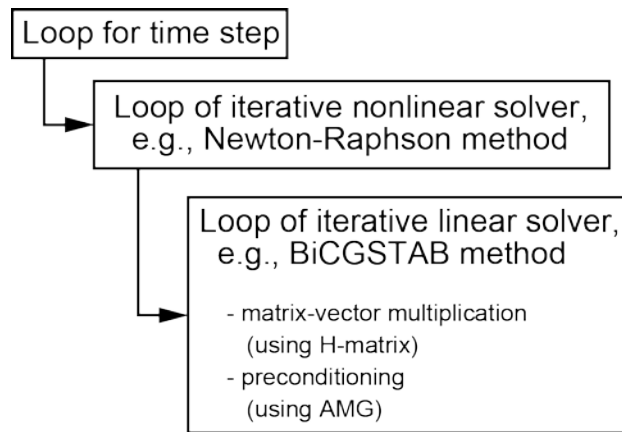 Loop for time step
Loop of iterative nonlinear solver,
e.g., Newton-Raphson method
Loop of iterative linear solver,
e.g., BiCGSTAB method
- matrix-vector multiplication
(using H-matrix)
- preconditioning
(using AMG)